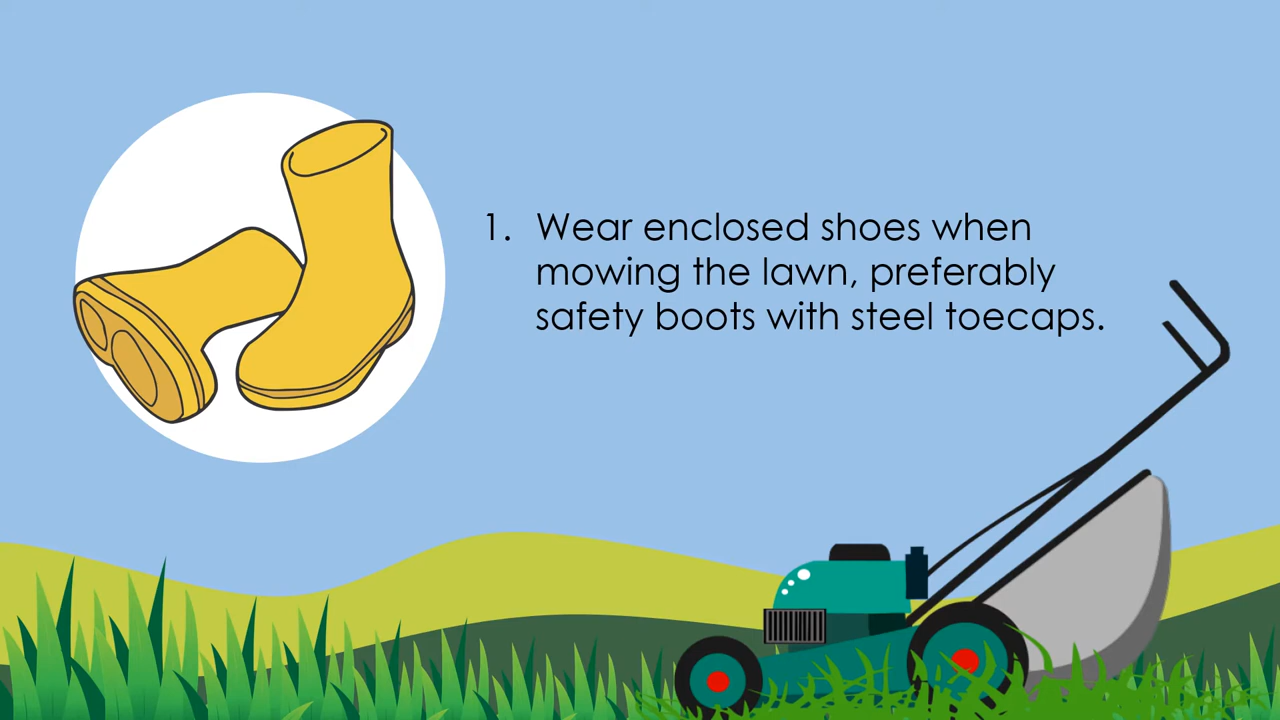 1. Wear enclosed shoes when
mowing the lawn, preferably
safety boots with steel toecaps.